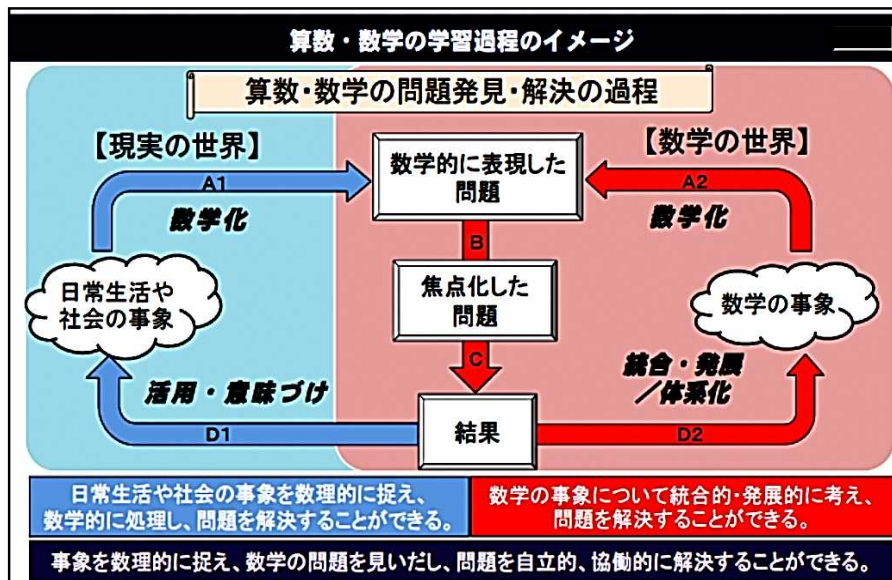 算数・数学の学習過程のイメージ
算数・数学の問題発見・解決の過程
【現実の世界】
【数学の世界】
数学的に表現した
問題
A1
A2
数学化
数学化
B
日常生活や
社会の事象
焦点化した
問題
数学の事象
C
活用・意味づけ
統合・発展
／体系化
結果
D1
D2
日常生活や社会の事象を数理的に捉え、
数学的に処理し、問題を解決することができる。
数学の事象について統合的・発展的に考え、
問題を解決することができる。
事象を数理的に捉え、数学の問題を見いだし、問題を自立的、協働的に解決することができる。